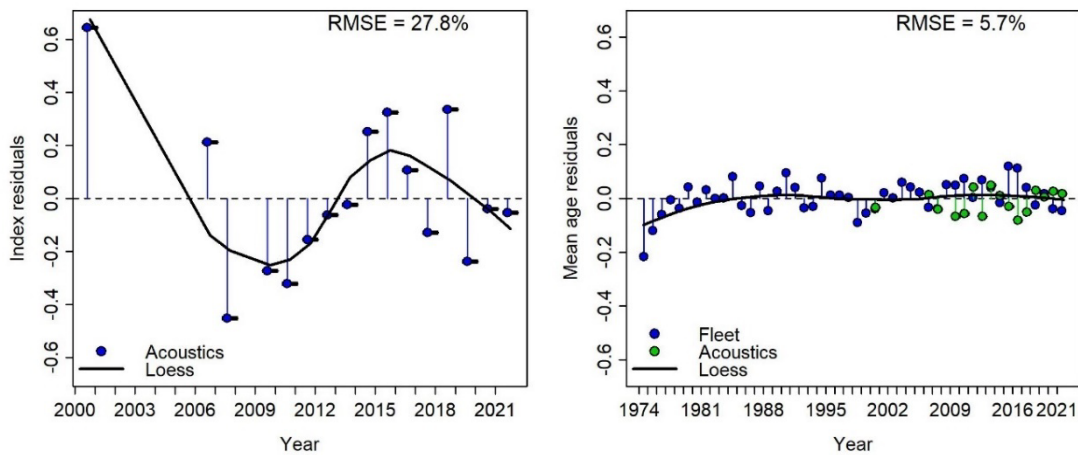 RMSE = 27.8%
Index residuals
0.6
0.4
0.2
0.0
-0.2
-0.4
-0.6
Acoustics
Loess
2000 2003 2006 2009 2012 2015 2018 2021
Year
RMSE = 5.7%
Mean age residuals
0.6
0.4
0.2
0.0
-0.2
-0.4
-0.6
Fleet
Acoustics
Loess
1974 1981 1988 1995 2002 2009 2016 2021
Year